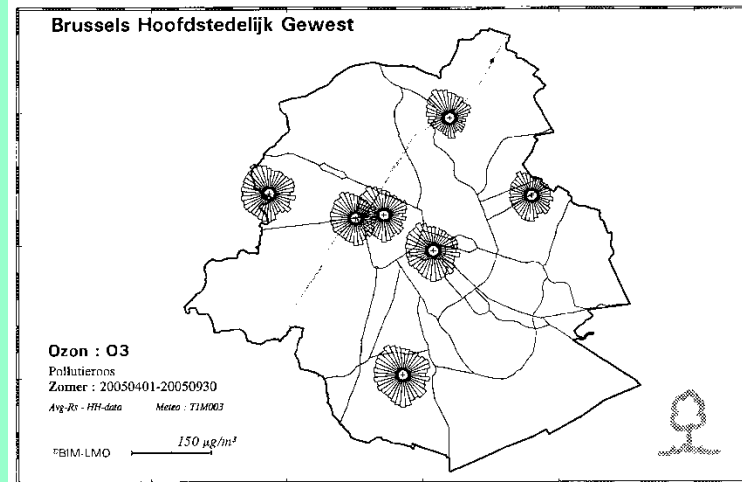 Brussels Hoofdstedelijk Gewest
Ozon : O3
Pollutieroos
Zomer : 20050401-20050930
Avg-Rs - HH-data Meteo : T1M003
150 µg/m³
BIM-LMO